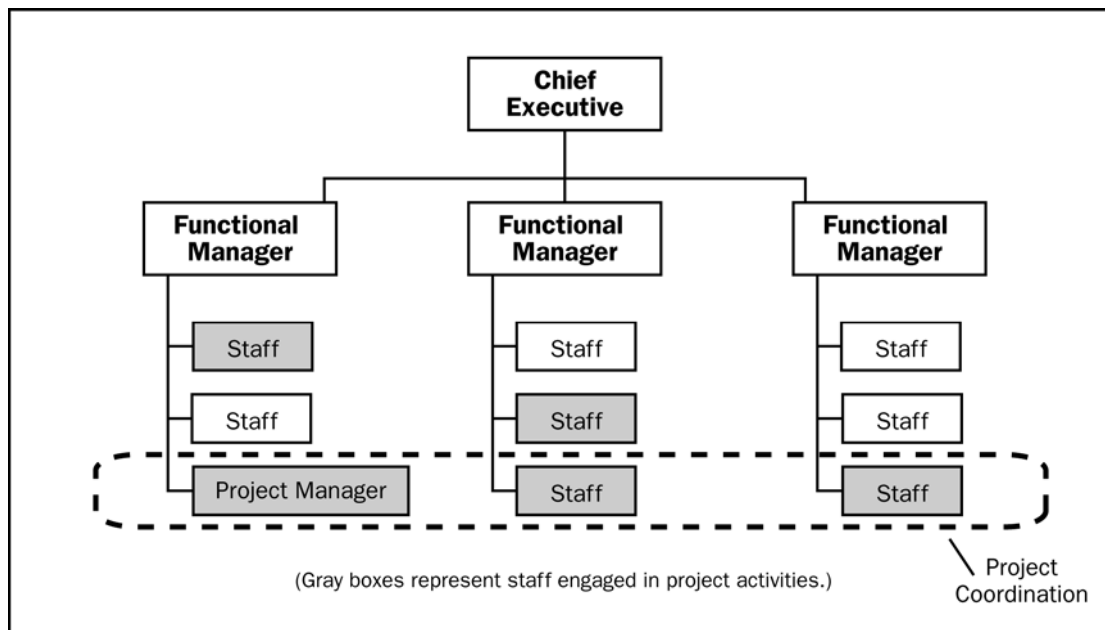 Chief
Executive
Functional
Manager
Functional
Manager
Functional
Manager
Staff
Staff
Staff
Staff
Staff
Staff
Project Manager
Staff
Staff
(Gray boxes represent staff engaged in project activities.)
Project
Coordination